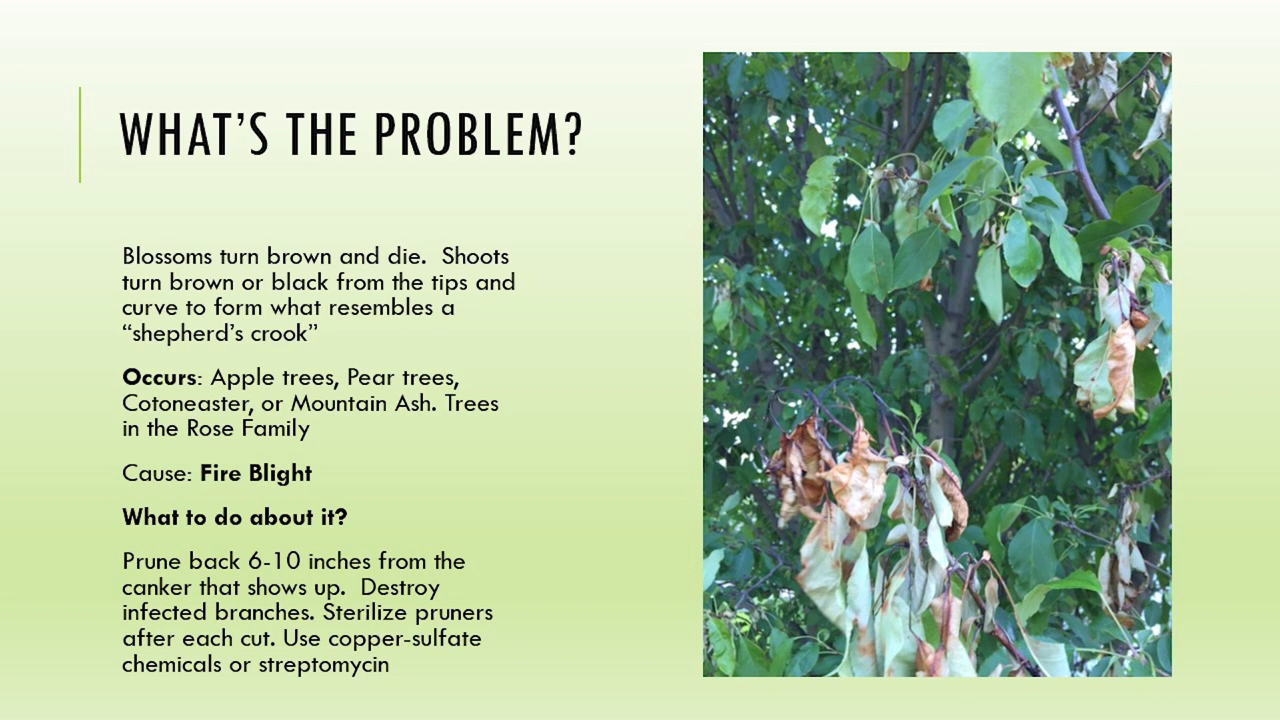 WHAT'S THE PROBLEM?
Blossoms turn brown and die.  Shoots
turn brown or black from the tips and
curve to form what resembles a
“shepherd’s crook”
Occurs: Apple trees, Pear trees,
Cotoneaster, or Mountain Ash. Trees
in the Rose Family
Cause: Fire Blight
What to do about it?
Prune back 6-10 inches from the
canker that shows up.  Destroy
infected branches. Sterilize pruners
after each cut. Use copper-sulfate
chemicals or streptomycin